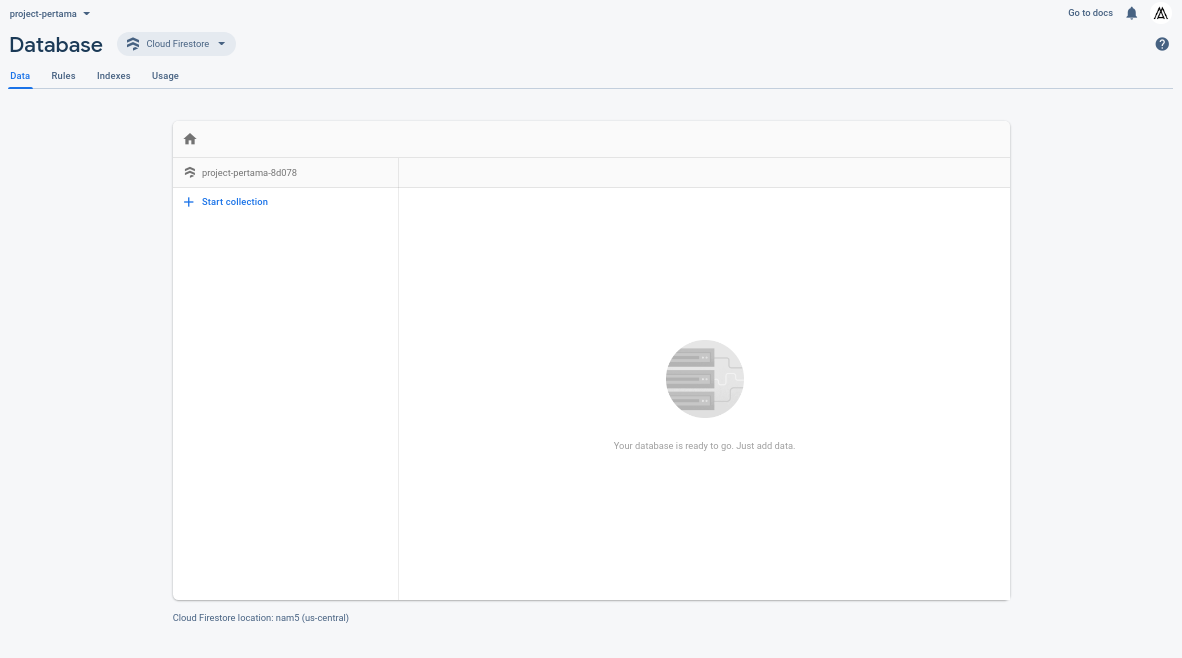 project-pertama
Go to docs
Database
Cloud Firestore
Data Rules Indexes Usage
project-pertama-8d078
Start collection
Your database is ready to go. Just add data.
Cloud Firestore location: nam5 (us-central)